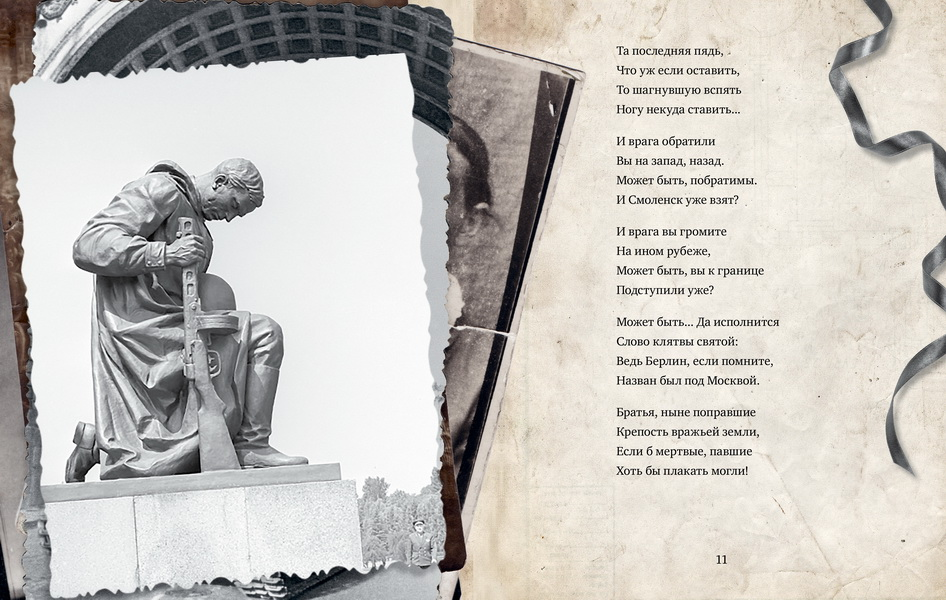 Та последняя пядь,
Что уж если оставить,
То шагнувшую вспять
Ногу некуда ставить...
И врага обратили
Вы на запад, назад.
Может быть, побратимы.
И Смоленск уже взят?
И врага вы громите
На ином рубеже,
Может быть, вы к границе
Подступили уже?
Может быть... Да исполнится
Слово клятвы святой:
Ведь Берлин, если помните,
Назван был под Москвой.
Братья, ныне поправшие
Крепость вражьей земли,
Если б мертвые, павшие
Хоть бы плакать могли!
11